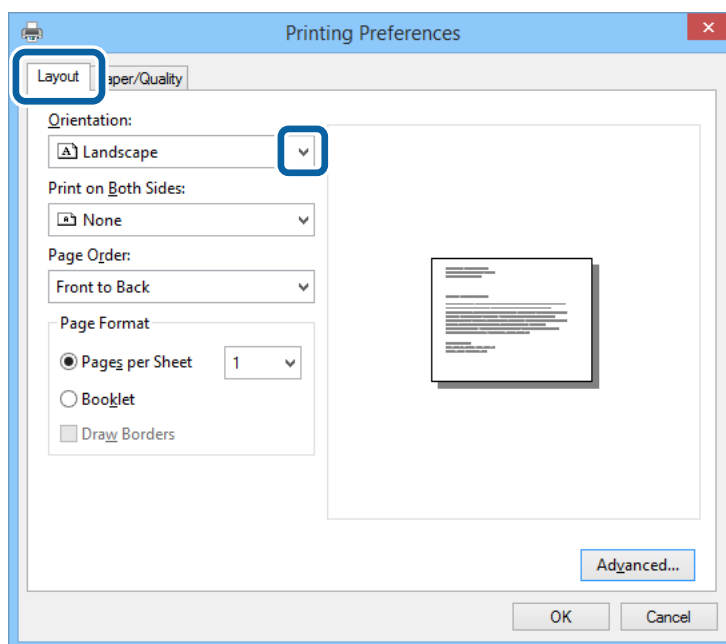 Printing Preferences
Layout
aper/Quality
Orientation:
Landscape
Print on Both Sides:
None
Page Order:
Front to Back
Page Format
Pages per Sheet 1
Booklet
Draw Borders
Advanced...
OK Cancel